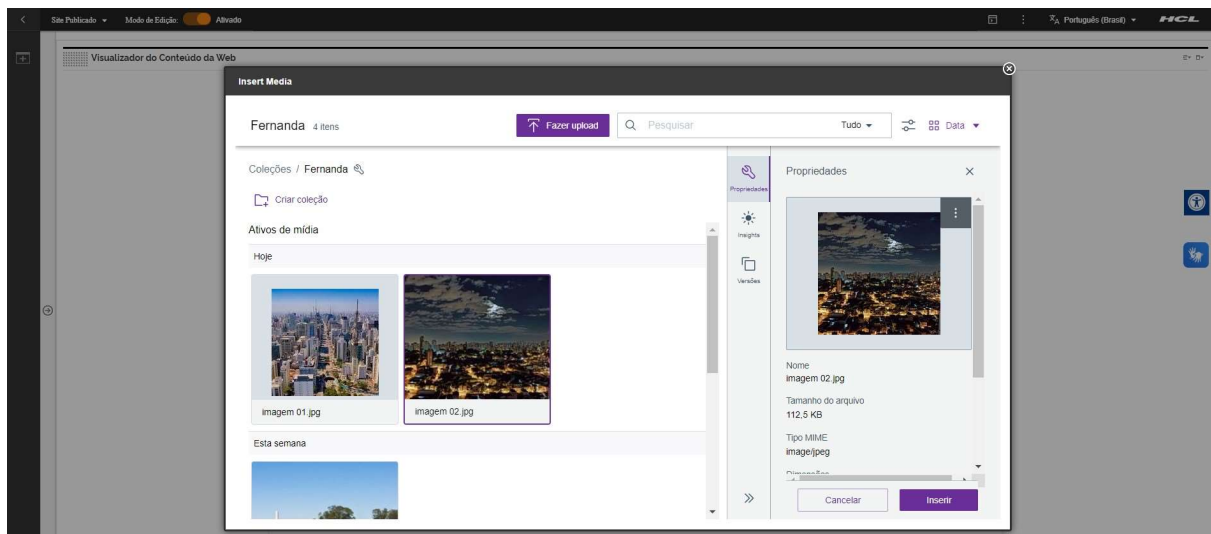 Site Publicado Modo de Edição: Ativado Português (Brasil) HCL
Visualizador do Conteúdo da Web
Insert Media
Fernanda 4 itens Fazer upload Pesquisar Tudo Data
Coleções / Fernanda
Criar coleção
Ativos de mídia
Hoje
imagem 01.jpg imagem 02.jpg
Esta semana
Propriedades
Insights
Versões
Propriedades
Nome
imagem 02.jpg
Tamanho do arquivo
112,5 KB
Tipo MIME
image/jpeg
Dimensões
Cancelar Inserir